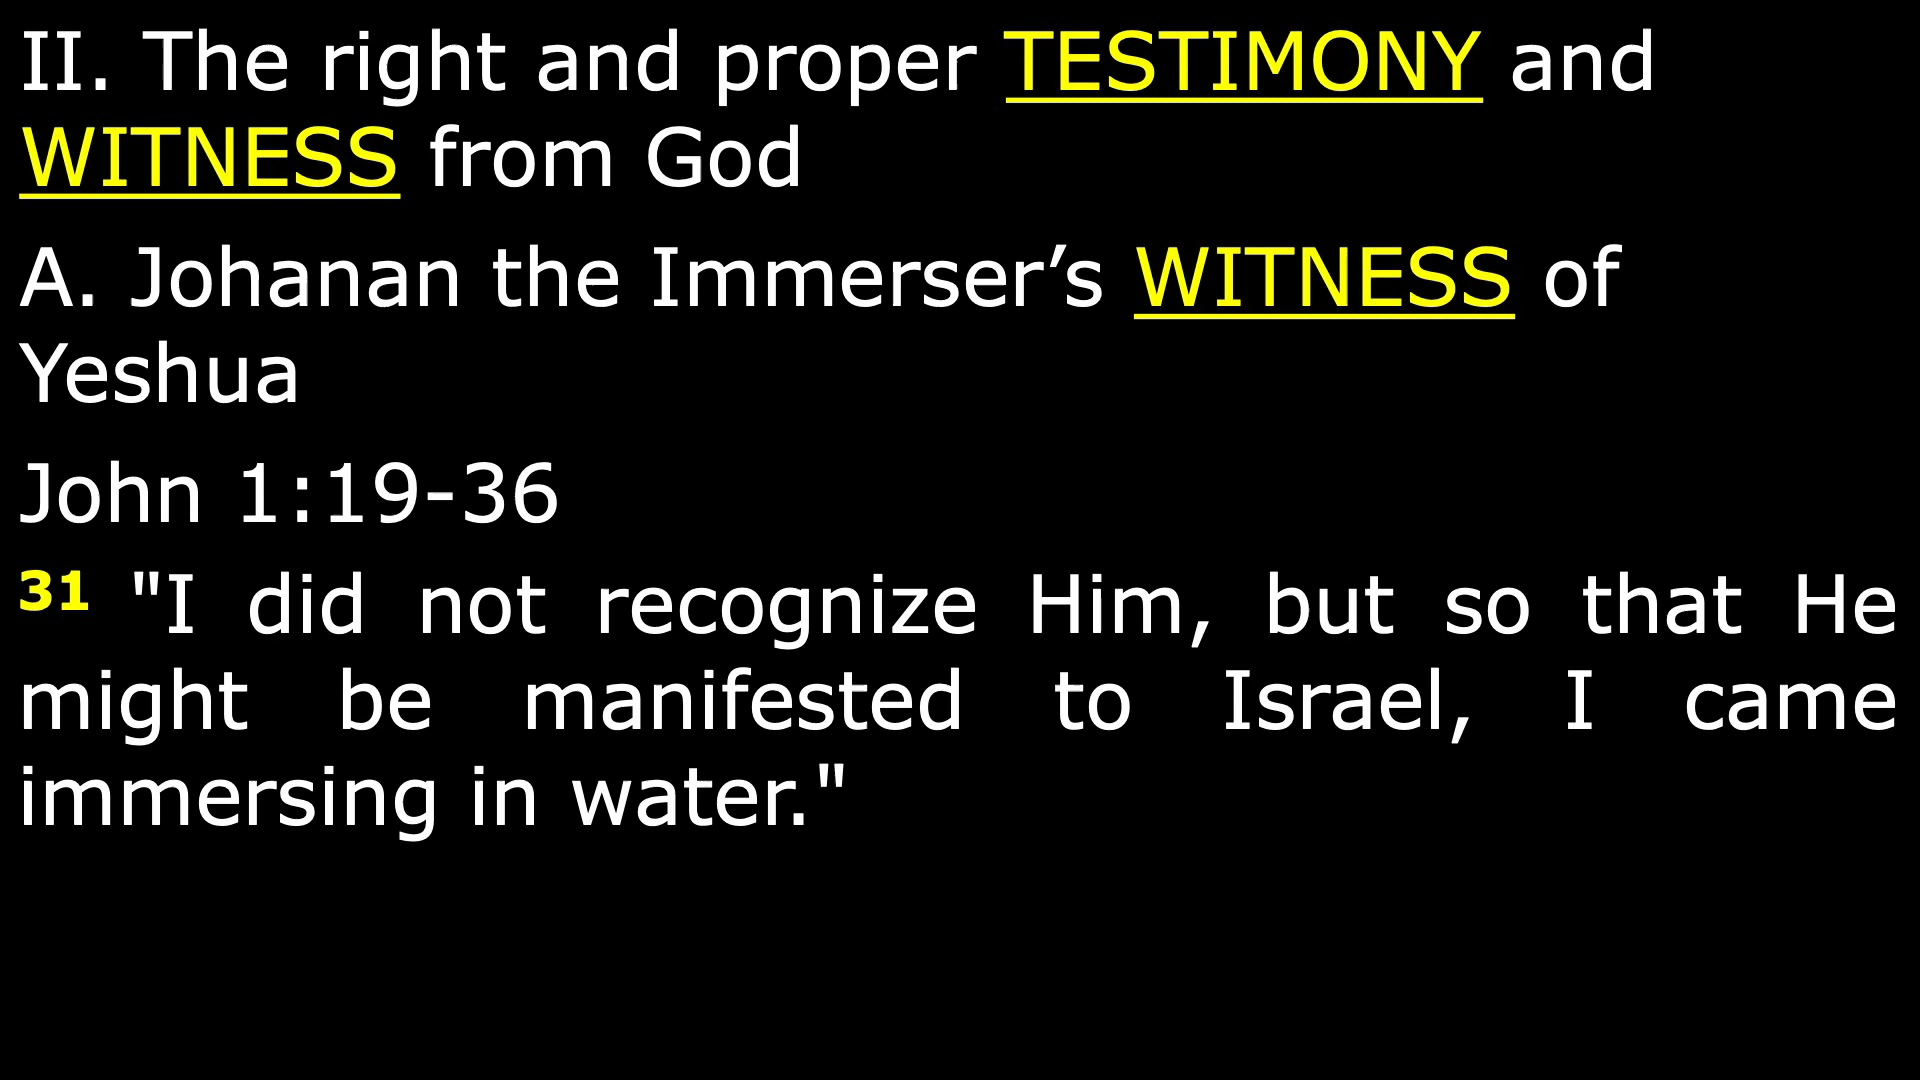 II. The right and proper TESTIMONY and
WITNESS from God
A. Johanan the Immerser’s WITNESS of
Yeshua
John 1:19-36
31 "I did not recognize Him, but so that He
might be manifested to Israel, I came
immersing in water."